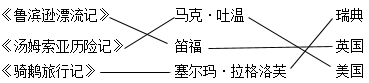 《鲁滨逊漂流记》 马克·吐温 瑞典
《汤姆索亚历险记》 笛福 英国
《骑鹅旅行记》 塞尔玛·拉格洛芙 美国